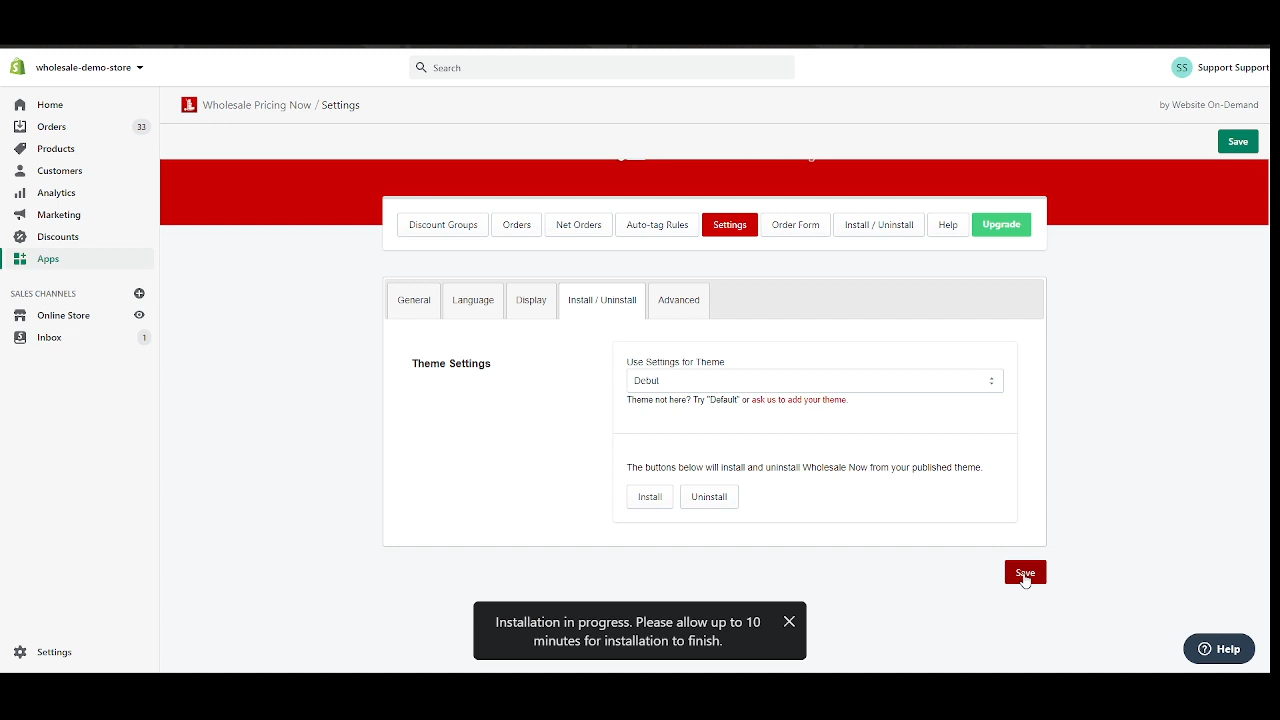 wholesale-demo-store
Search
SS Support Support
Home
Orders 33
Products
Customers
Analytics
Marketing
Discounts
Apps
SALES CHANNELS
Online Store
Inbox 1
Settings
Wholesale Pricing Now / Settings
by Website On-Demand
Save
Discount Groups Orders Net Orders Auto-tag Rules Settings Order Form Install / Uninstall Help Upgrade
General Language Display Install / Uninstall Advanced
Theme Settings
Use Settings for Theme
Debut
Theme not here? Try "Default" or ask us to add your theme.
The buttons below will install and uninstall Wholesale Now from your published theme.
Install Uninstall
Save
Installation in progress. Please allow up to 10
minutes for installation to finish.
Help